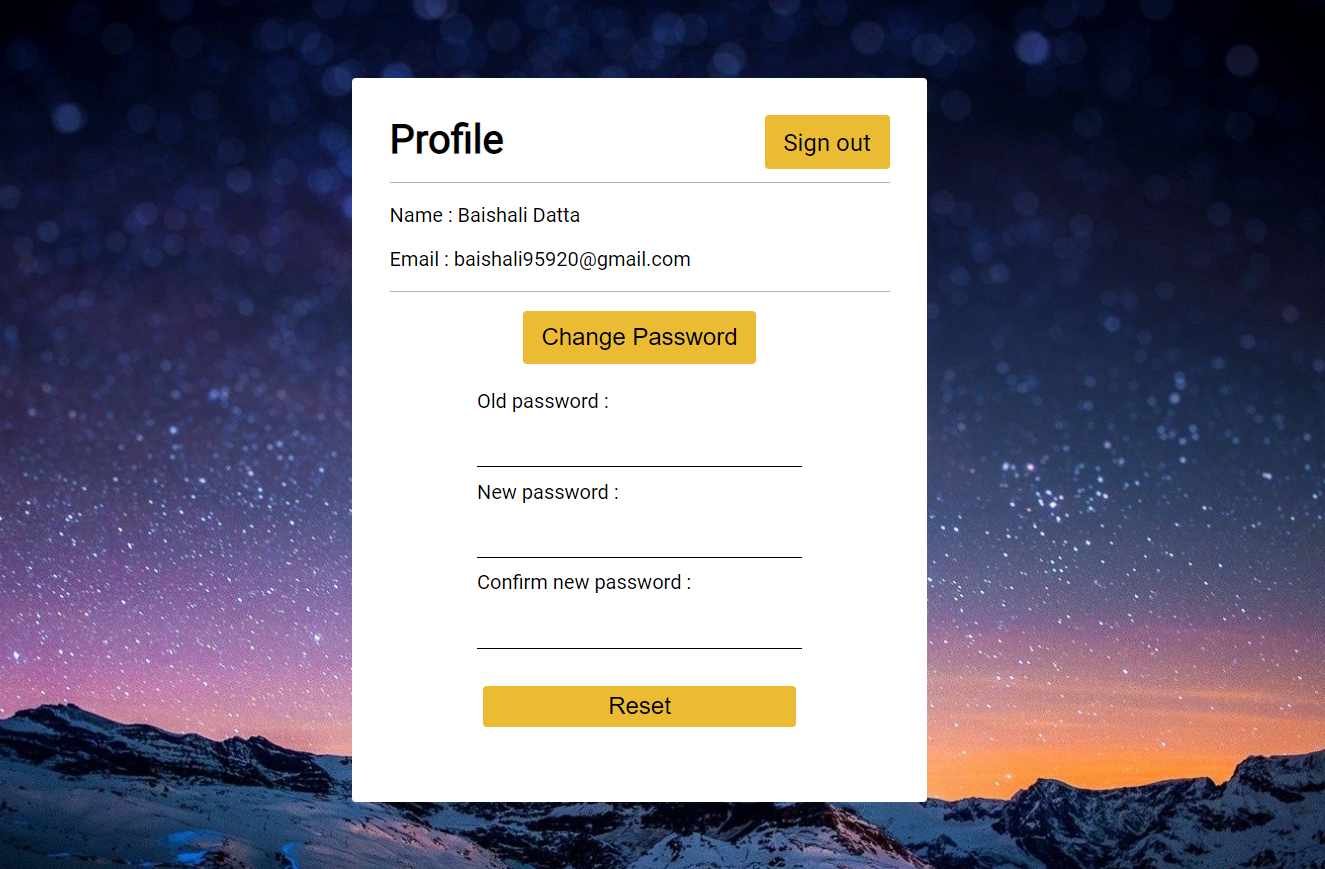 Profile
Sign out
Name : Baishali Datta
Email : baishali95920@gmail.com
Change Password
Old password :
New password :
Confirm new password :
Reset